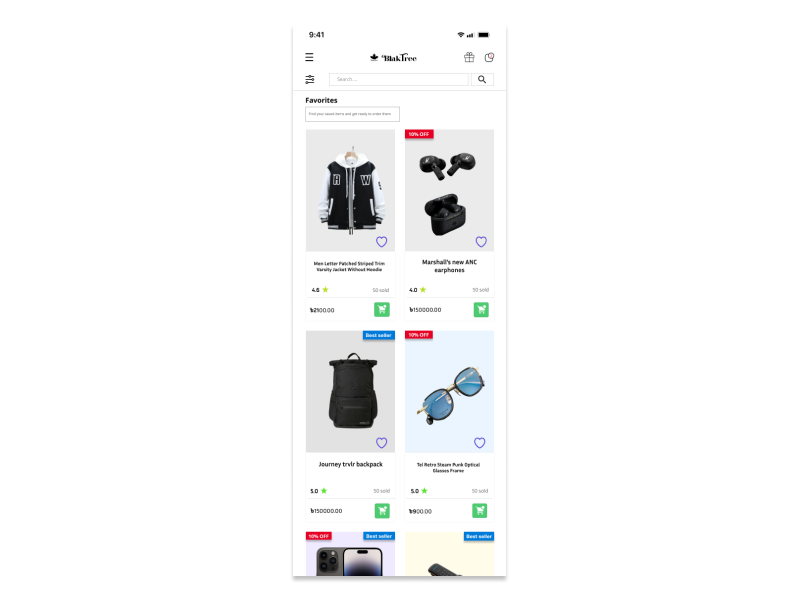 9:41
BlakTree
Search...
Favorites
Find your saved items and get ready to order them
10% OFF
Men Letter Patched Striped Trim
Varsity Jacket Without Hoodie
Marshall's new ANC
earphones
4.6
50 sold
4.0
50 sold
৳2100.00
৳150000.00
Best seller
10% OFF
Journey trvlr backpack
Tel Retro Steam Punk Optical
Glasses Frame
5.0
50 sold
5.0
50 sold
৳150000.00
৳900.00
10% OFF
Best seller
Best seller